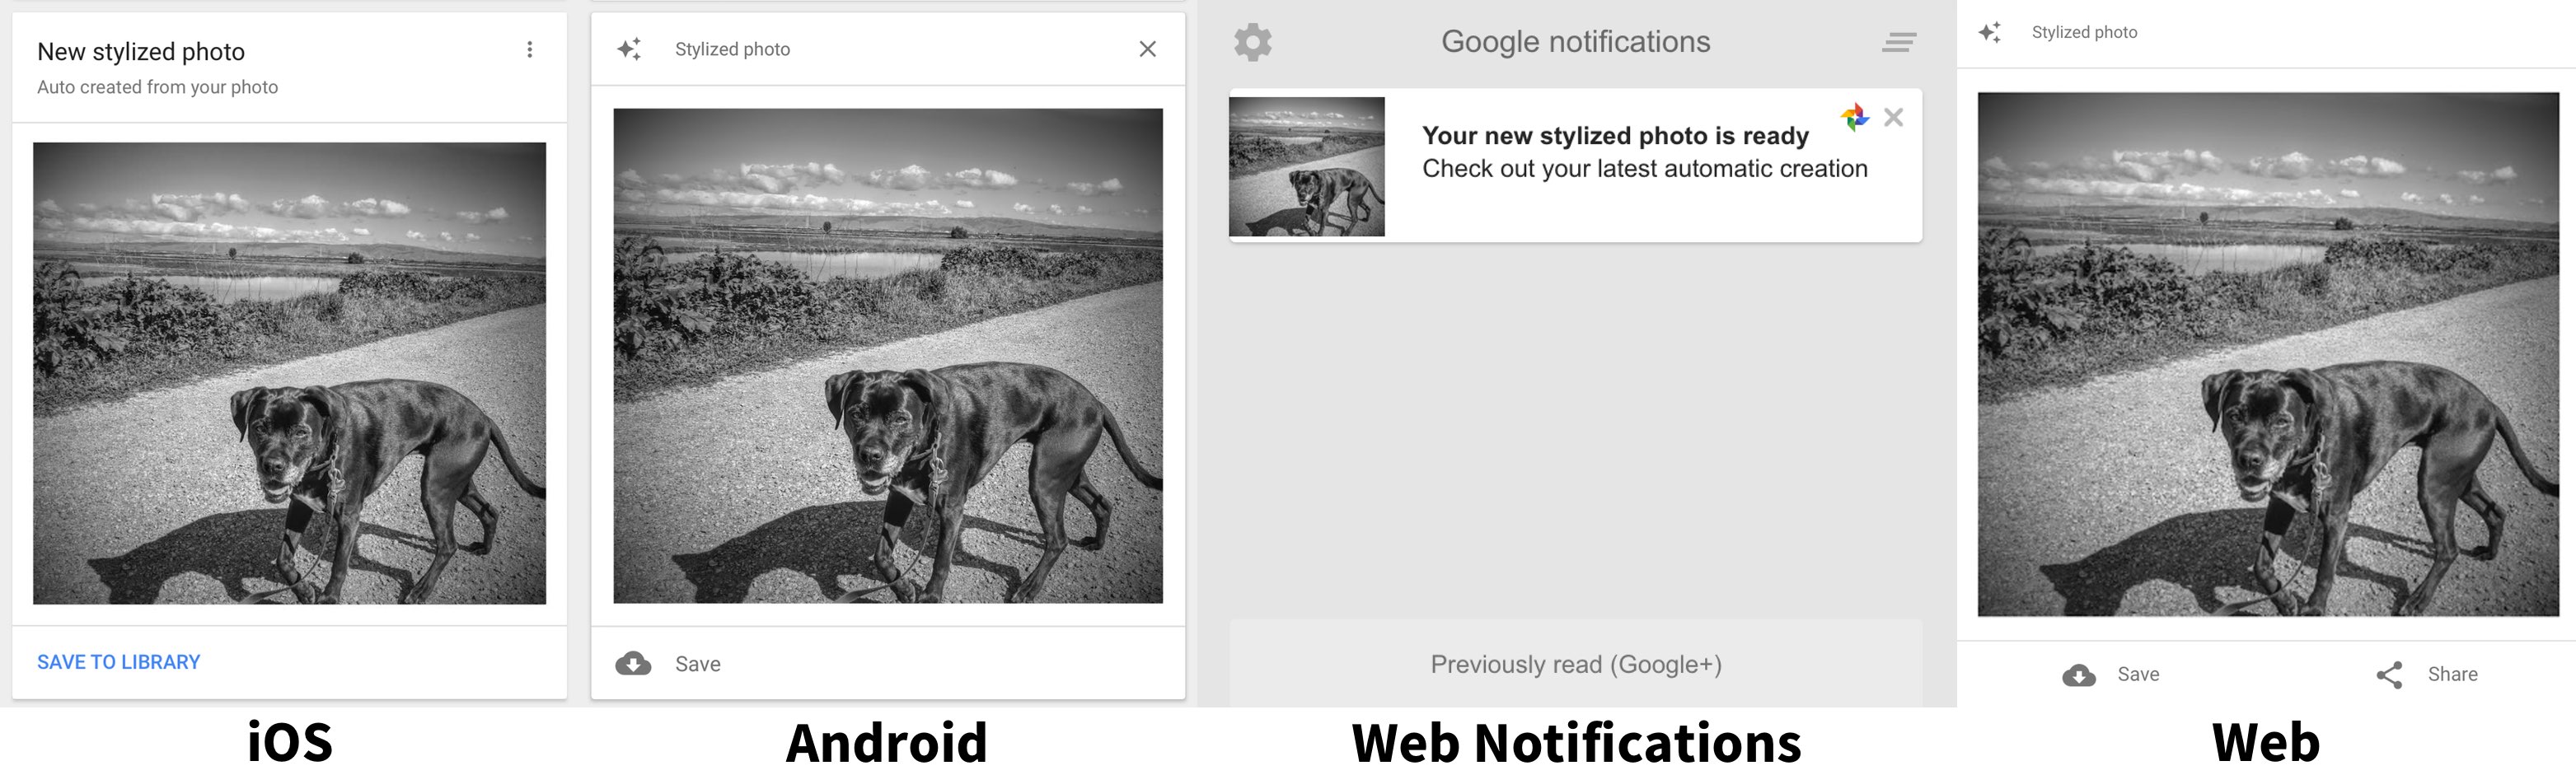 New stylized photo
Auto created from your photo
SAVE TO LIBRARY
iOS
Stylized photo
Save
Android
Google notifications
Your new stylized photo is ready
Check out your latest automatic creation
Previously read (Google+)
Web Notifications
Stylized photo
Save
Share
Web